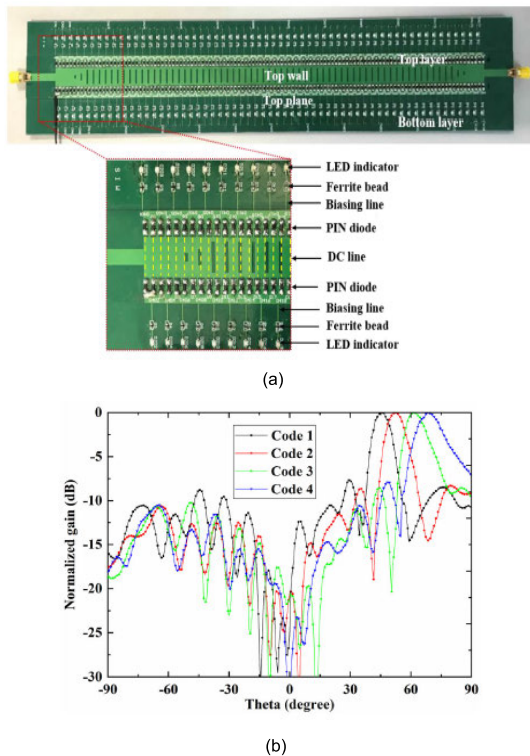 Top layer
Top wall
Top plane
Bottom layer
S I W
LED indicator
Ferrite bead
Biasing line
PIN diode
DC line
PIN diode
Biasing line
Ferrite bead
LED indicator
(a)
0
-5
-10
-15
-20
-25
-30
Normalized gain (dB)
Code 1
Code 2
Code 3
Code 4
-90 -60 -30 0 30 60 90
Theta (degree)
(b)